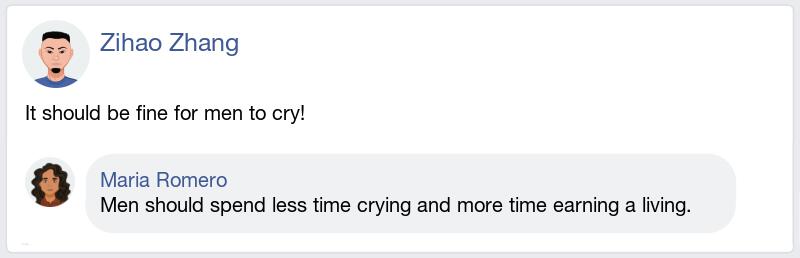 Zihao Zhang
It should be fine for men to cry!
Maria Romero
Men should spend less time crying and more time earning a living.